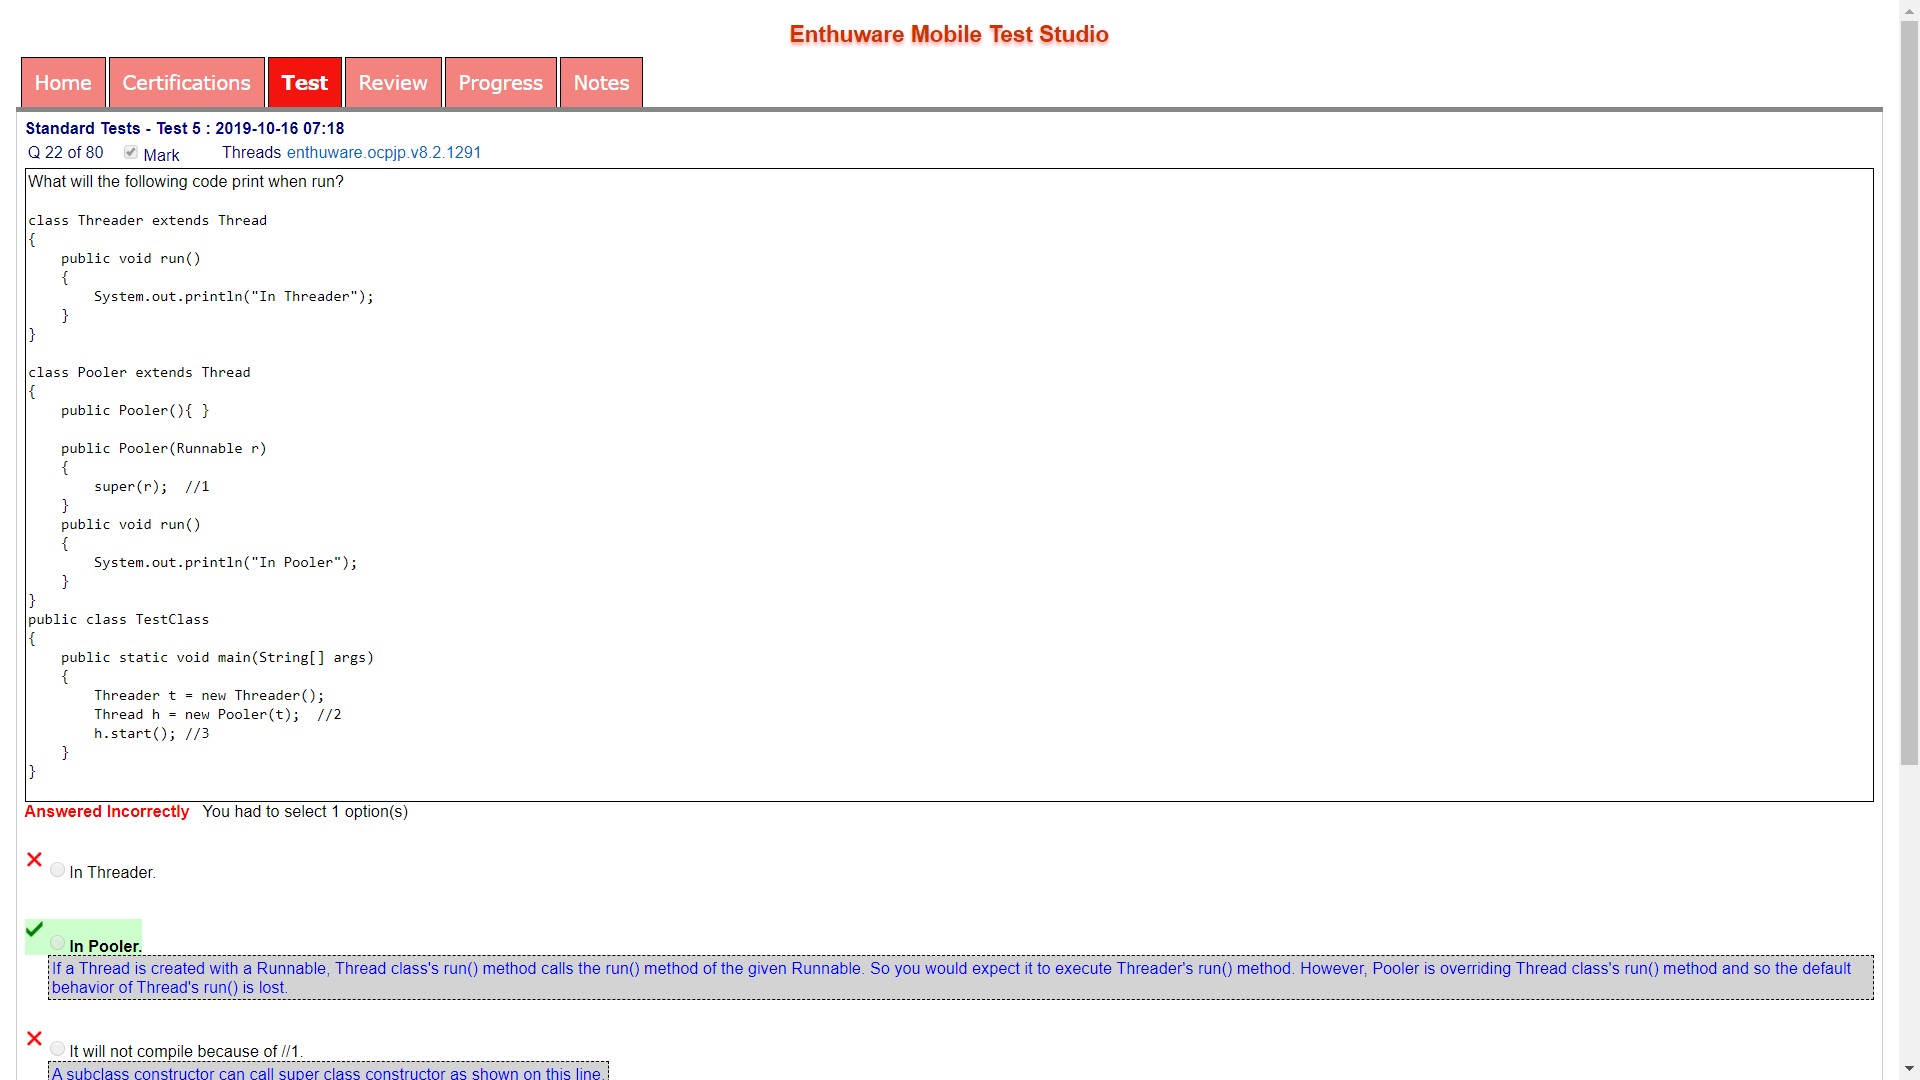 Enthuware Mobile Test Studio
Home Certifications Test Review Progress Notes
Standard Tests - Test 5 : 2019-10-16 07:18
Q 22 of 80 Mark Threads enthuware.ocpjp.v8.2.1291
What will the following code print when run?
class Threader extends Thread
{
    public void run()
    {
        System.out.println("In Threader");
    }
}
class Pooler extends Thread
{
    public Pooler(){ }
    public Pooler(Runnable r)
    {
        super(r);  //1
    }
    public void run()
    {
        System.out.println("In Pooler");
    }
}
public class TestClass
{
    public static void main(String[] args)
    {
        Threader t = new Threader();
        Thread h = new Pooler(t);  //2
        h.start(); //3
    }
}
Answered Incorrectly You had to select 1 option(s)
In Threader.
In Pooler.
If a Thread is created with a Runnable, Thread class's run() method calls the run() method of the given Runnable. So you would expect it to execute Threader's run() method. However, Pooler is overriding Thread class's run() method and so the default
behavior of Thread's run() is lost.
It will not compile because of //1.
A subclass constructor can call super class constructor as shown on this line.